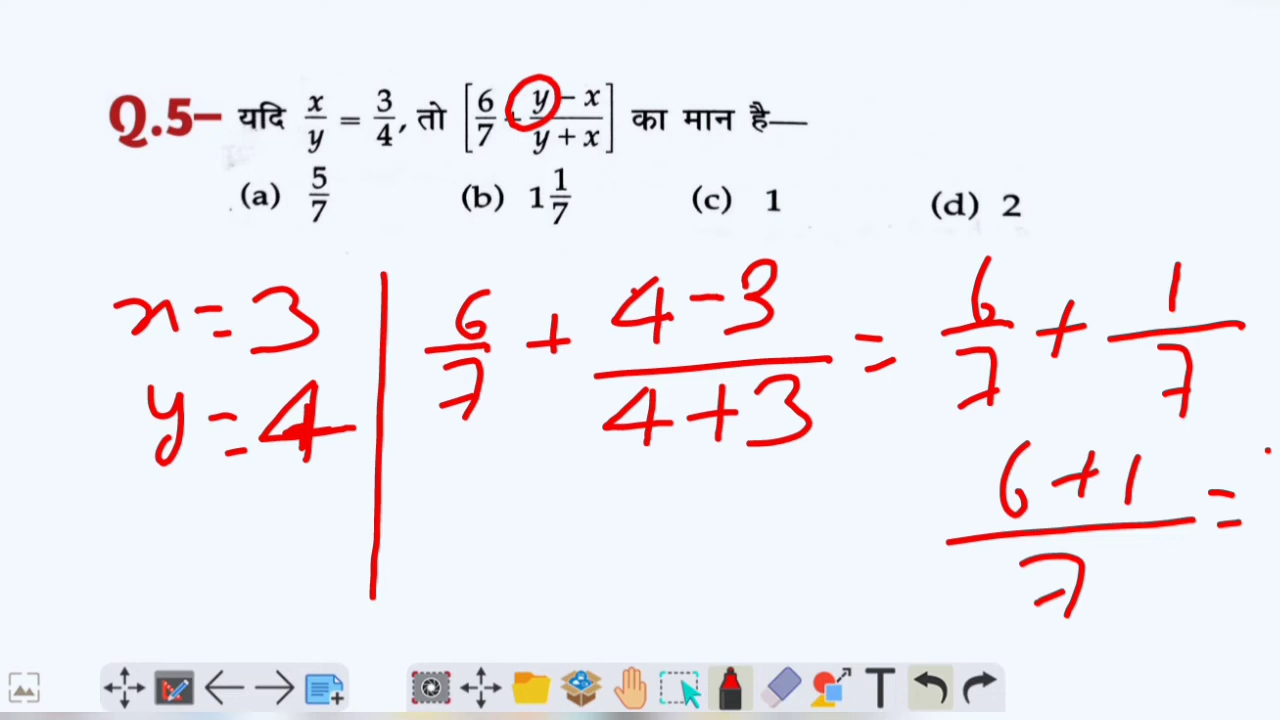 Q.5– यदि x/y = 3/4, तो [6/7 + y – x/y + x] का मान है—
(a) 5/7 (b) 1 1/7 (c) 1 (d) 2
x = 3
y = 4
6/7 + 4 – 3/4 + 3 = 6/7 + 1/7
6 + 1/7 =
T